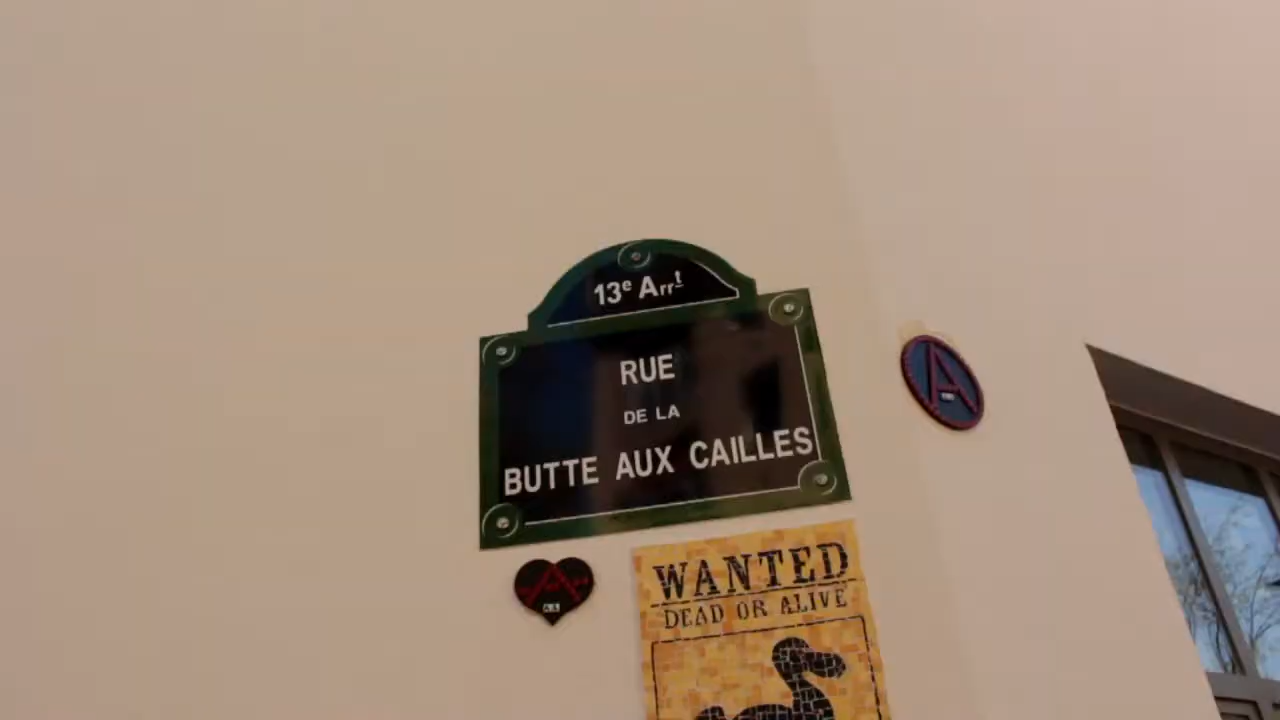 13e Arrt
RUE
DE LA
BUTTE AUX CAILLES
A
WANTED
DEAD OR ALIVE